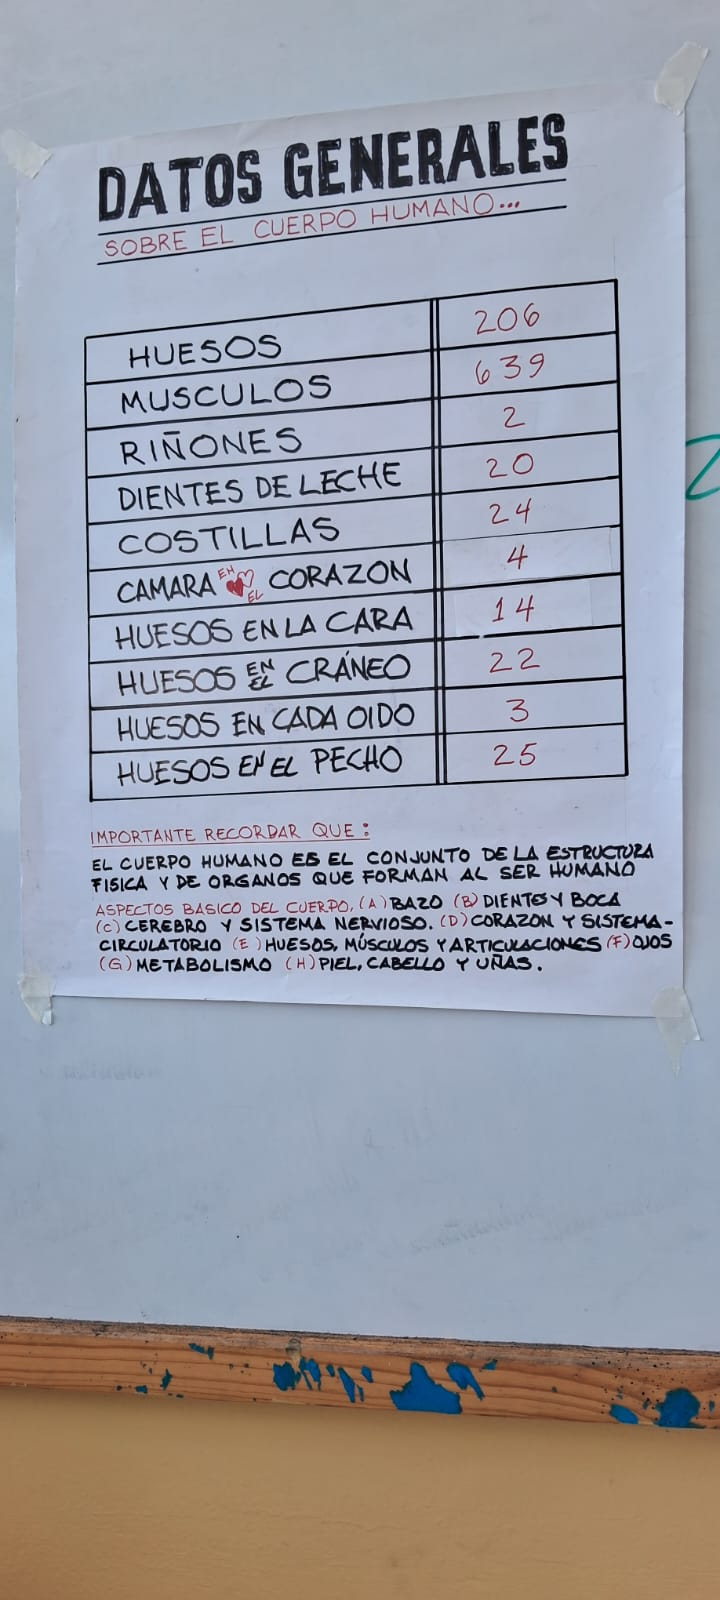 DATOS GENERALES
SOBRE EL CUERPO HUMANO...
HUESOS 206
MUSCULOS 639
RIÑONES 2
DIENTES DE LECHE 20
COSTILLAS 24
CAMARA EN EL CORAZON 4
HUESOS EN LA CARA 14
HUESOS EN EL CRÁNEO 22
HUESOS EN CADA OIDO 3
HUESOS EN EL PECHO 25
IMPORTANTE RECORDAR QUE:
EL CUERPO HUMANO ES EL CONJUNTO DE LA ESTRUCTURA
FISICA Y DE ORGANOS QUE FORMAN AL SER HUMANO
ASPECTOS BASICO DEL CUERPO, (A) BAZO (B) DIENTES Y BOCA
(C) CEREBRO Y SISTEMA NERVIOSO. (D) CORAZON Y SISTEMA-
CIRCULATORIO (E) HUESOS, MÚSCULOS Y ARTICULACIONES (F) OJOS
(G) METABOLISMO (H) PIEL, CABELLO Y UÑAS.